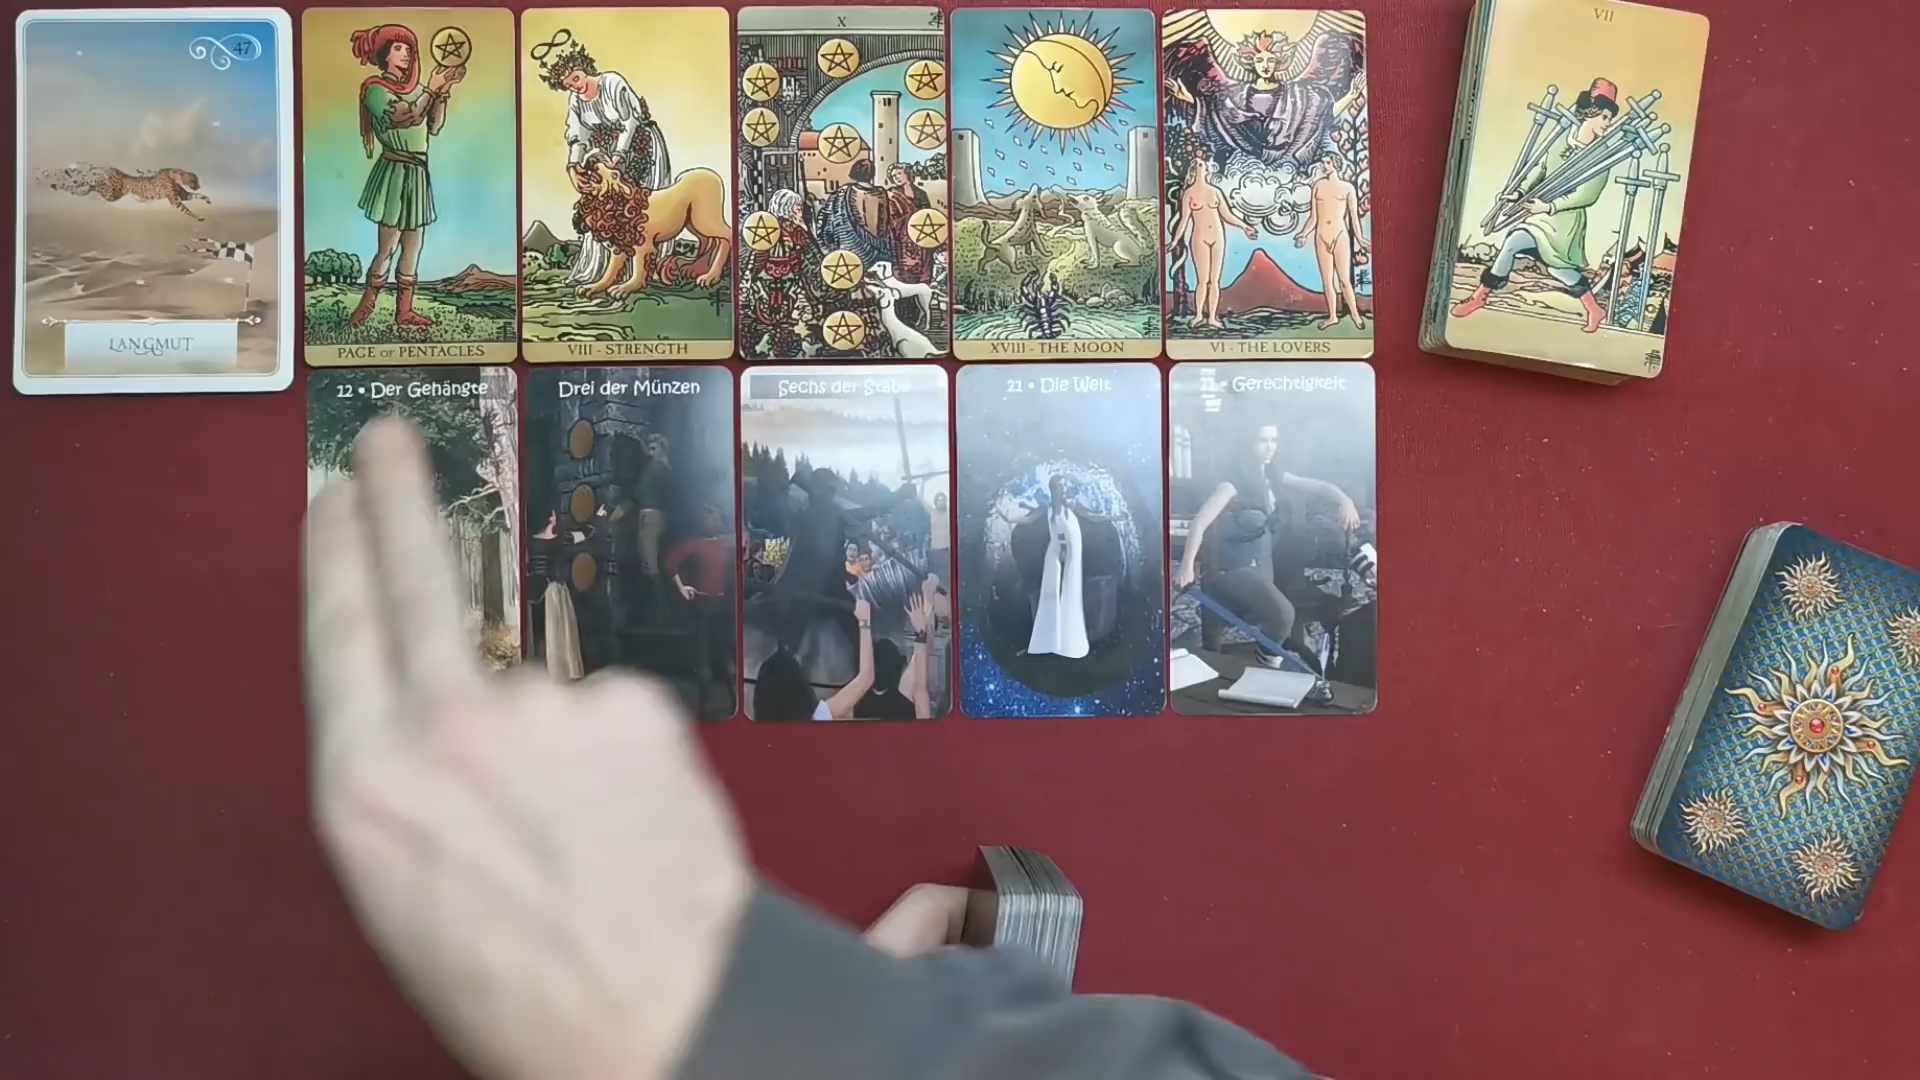 47
LANGMUT
PAGE OF PENTACLES
VIII - STRENGTH
X
XVIII - THE MOON
VI - THE LOVERS
VII
12 • Der Gehängte
Drei der Münzen
Sechs der Stäbe
21 • Die Welt
• Gerechtigkeit